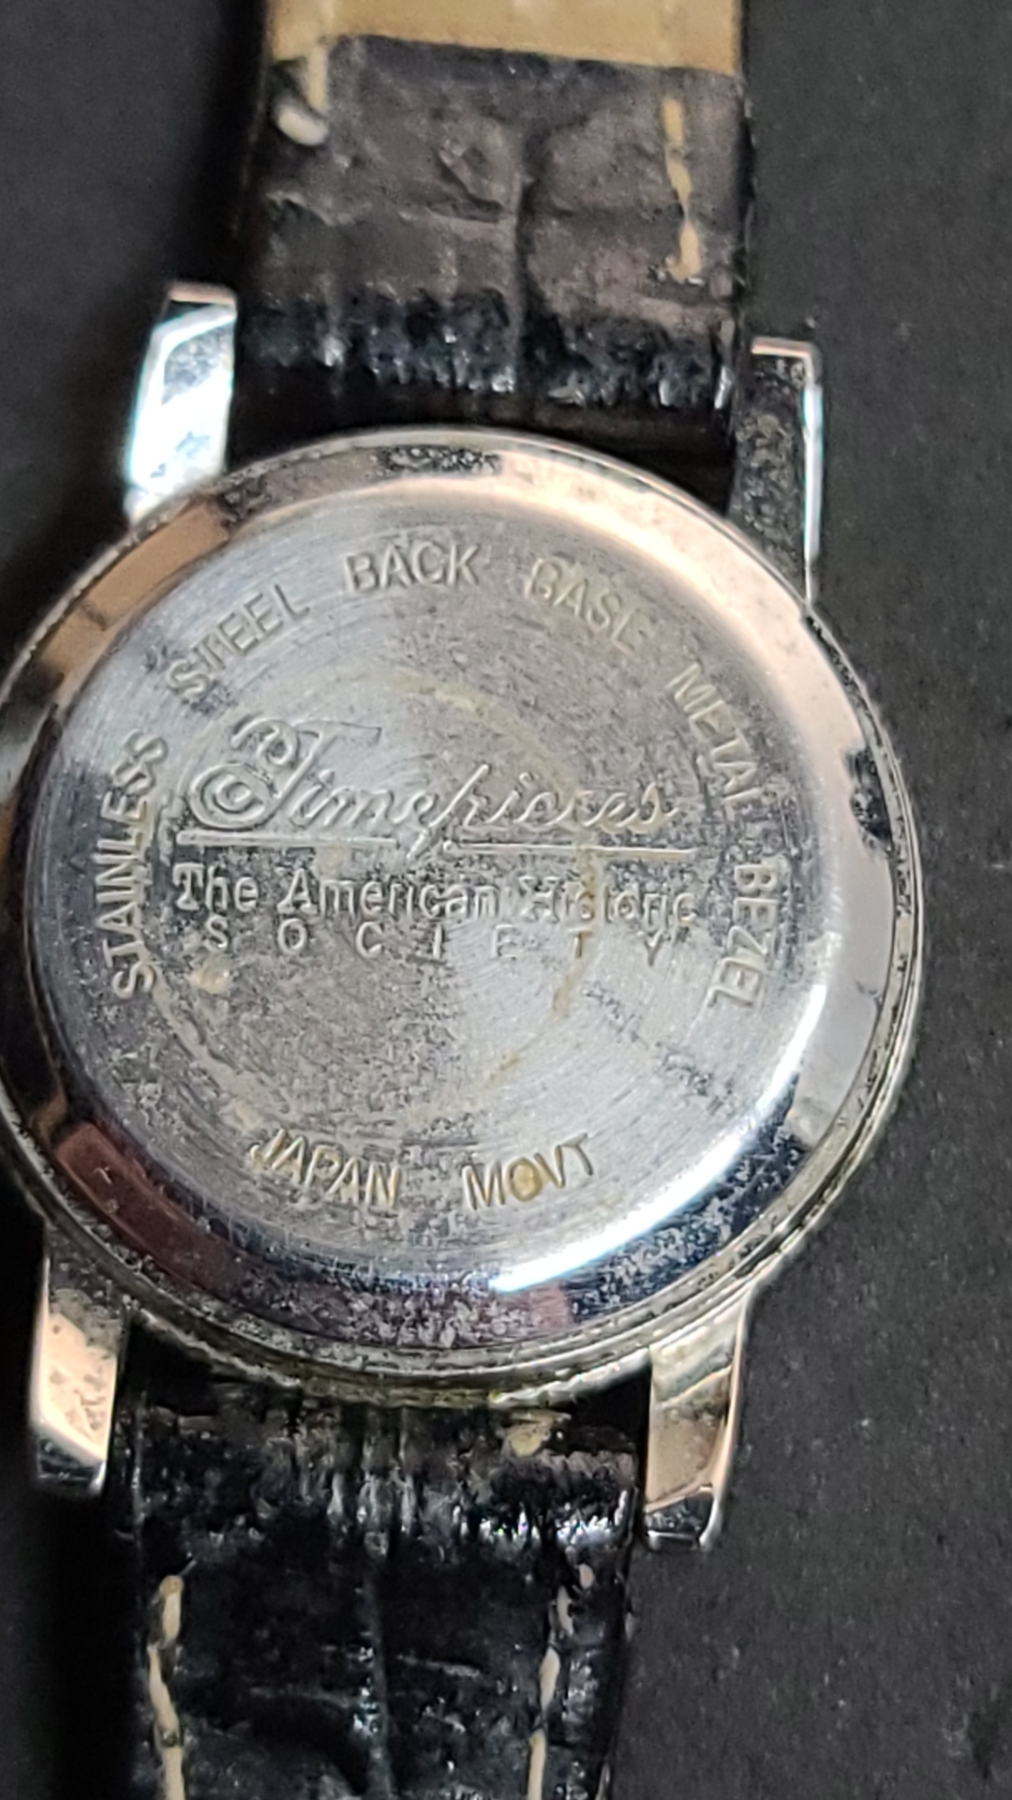 STAINLESS STEEL BACK BASE METAL BEZEL
Timepieces
The American Historic
SOCIETY
JAPAN MOVT